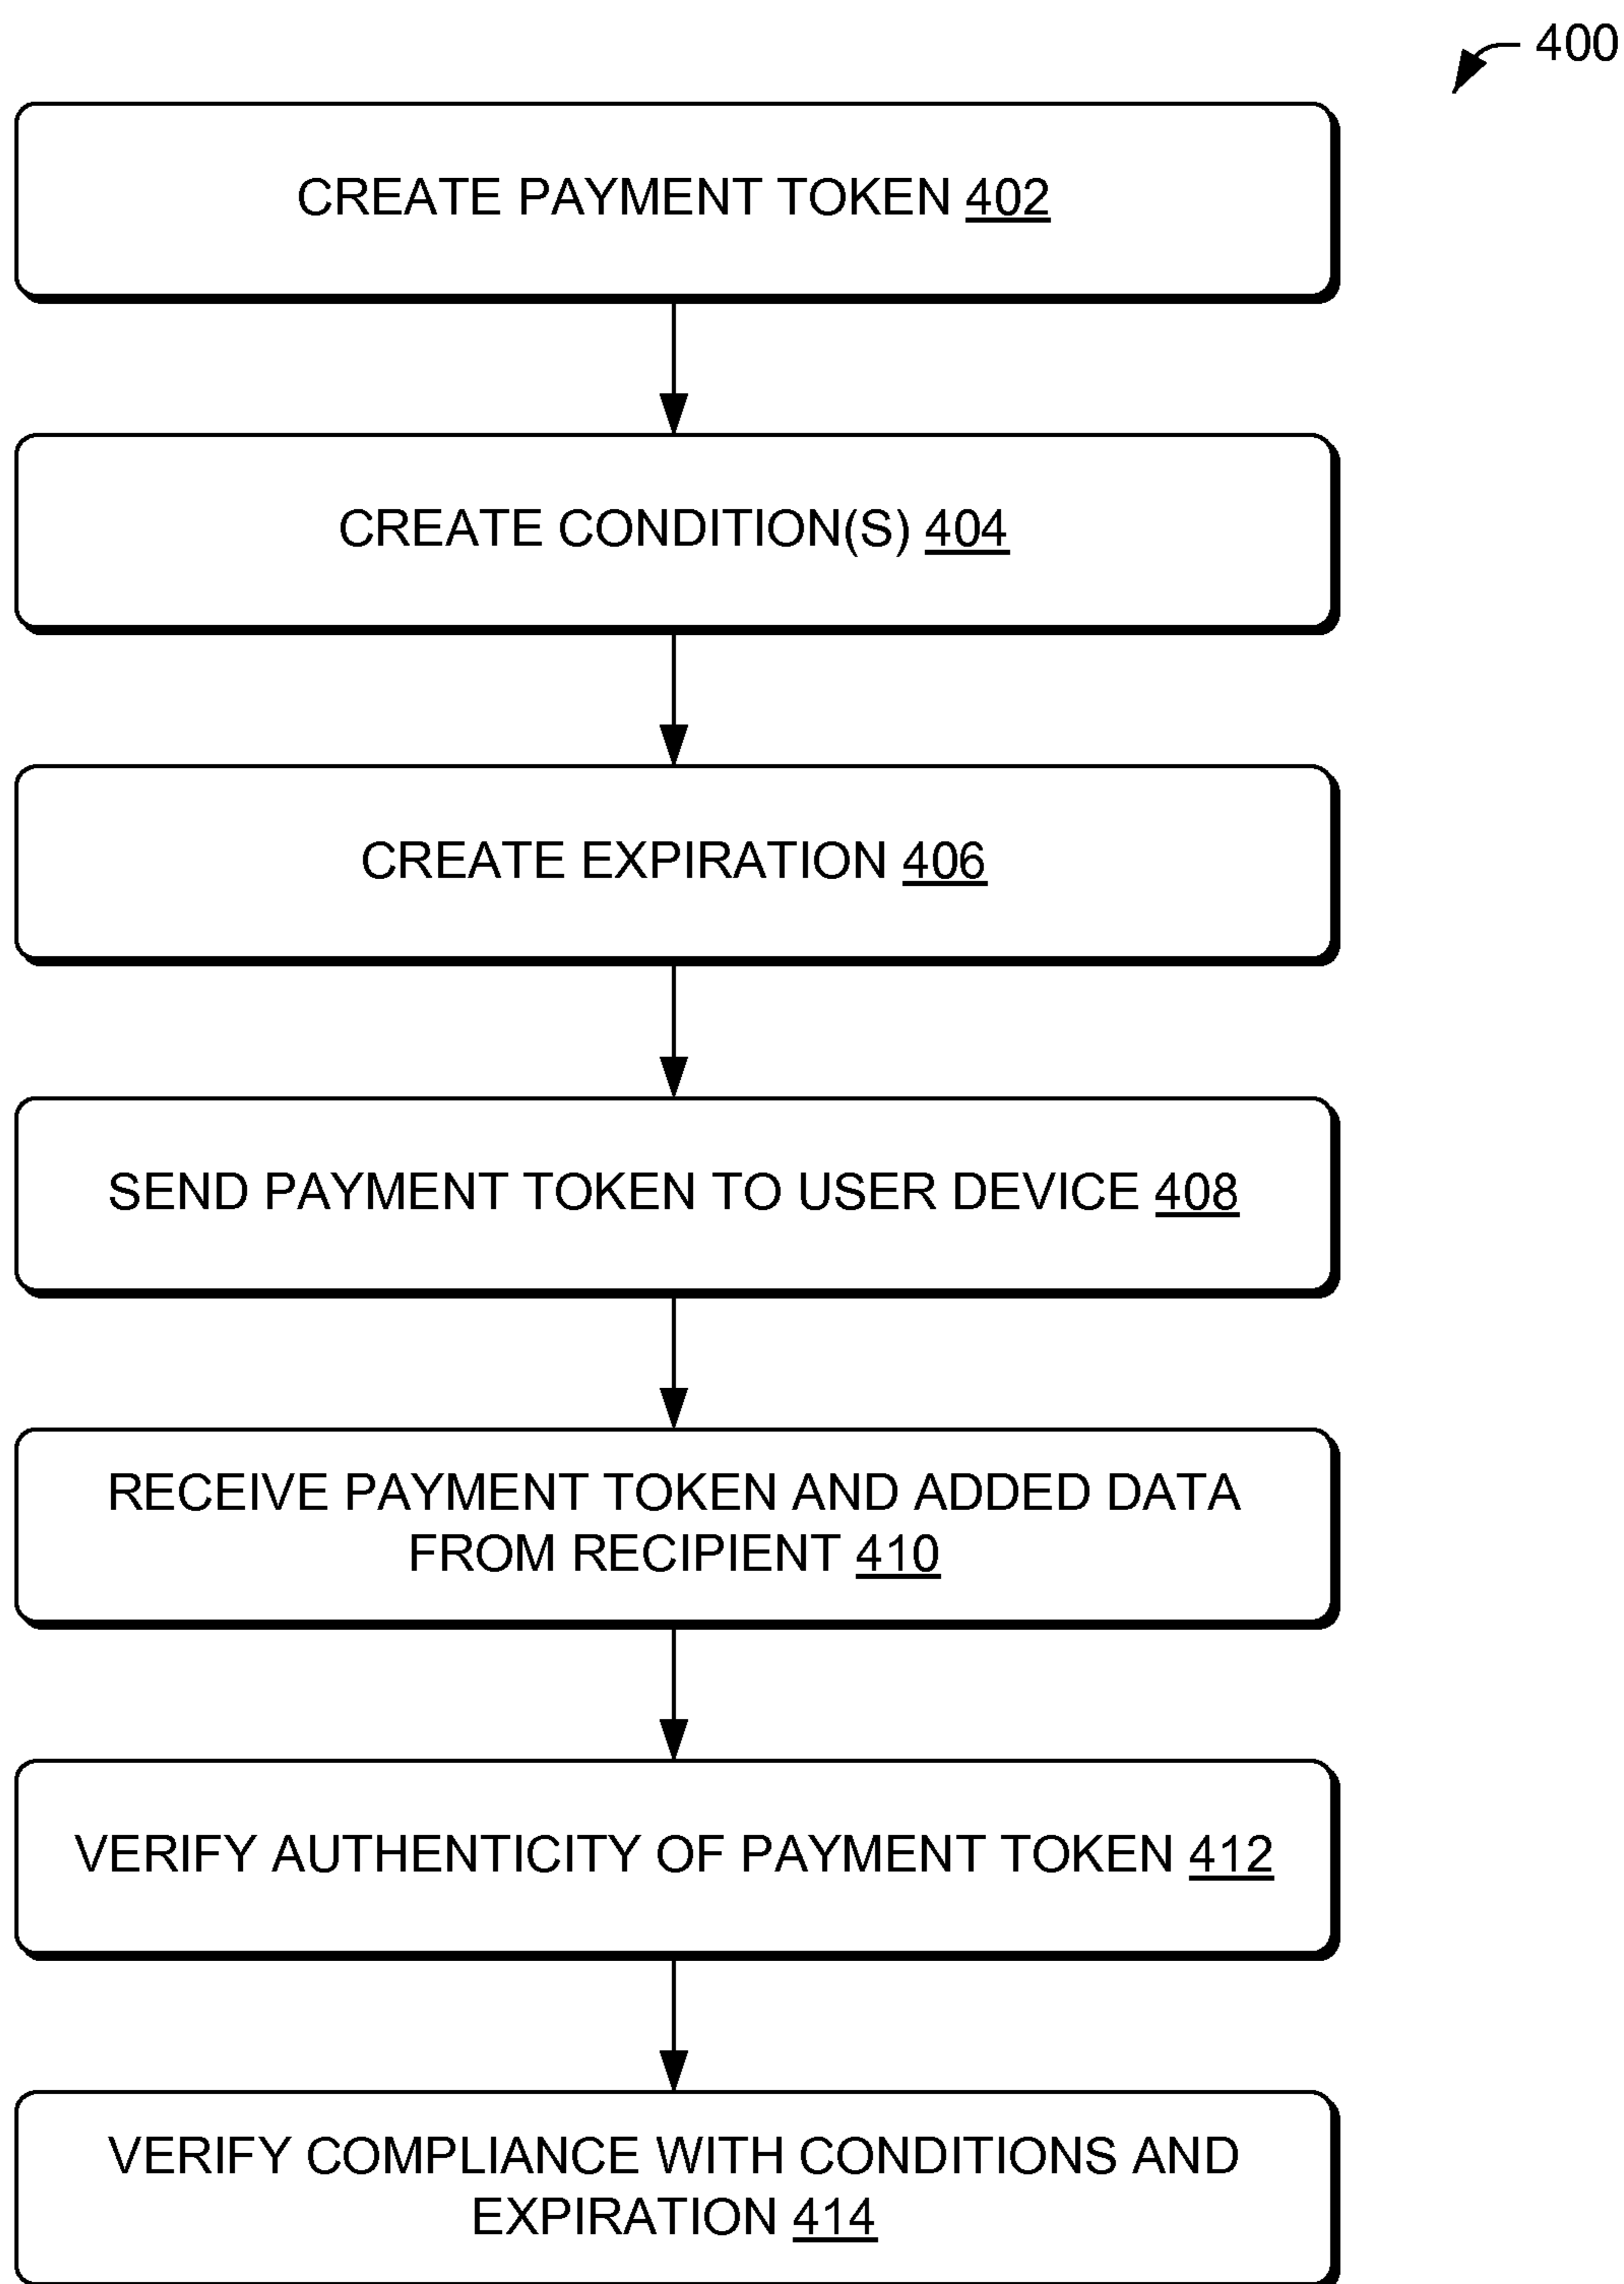 400
CREATE PAYMENT TOKEN 402
CREATE CONDITION(S) 404
CREATE EXPIRATION 406
SEND PAYMENT TOKEN TO USER DEVICE 408
RECEIVE PAYMENT TOKEN AND ADDED DATA
FROM RECIPIENT 410
VERIFY AUTHENTICITY OF PAYMENT TOKEN 412
VERIFY COMPLIANCE WITH CONDITIONS AND
EXPIRATION 414